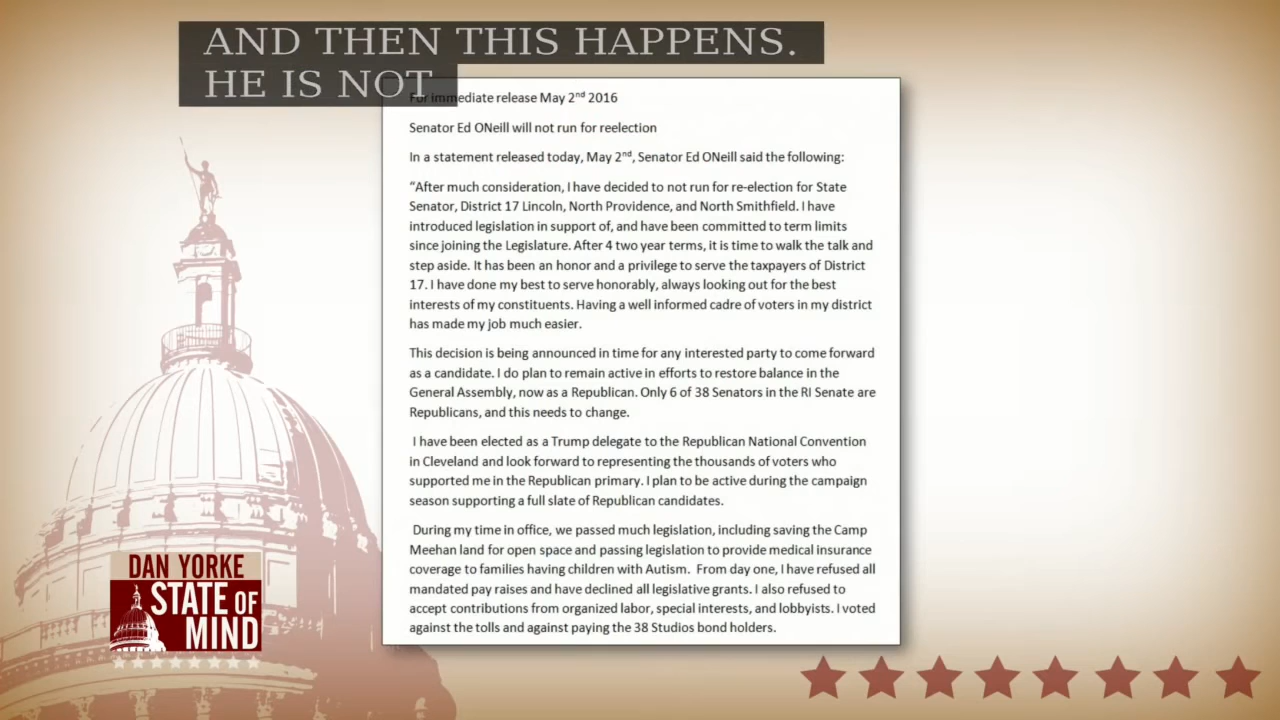 AND THEN THIS HAPPENS.
HE IS NOT
For immediate release May 2nd 2016
Senator Ed ONeill will not run for reelection
In a statement released today, May 2nd, Senator Ed ONeill said the following:
“After much consideration, I have decided to not run for re-election for State
Senator, District 17 Lincoln, North Providence, and North Smithfield. I have
introduced legislation in support of, and have been committed to term limits
since joining the Legislature. After 4 two year terms, it is time to walk the talk and
step aside. It has been an honor and a privilege to serve the taxpayers of District
17. I have done my best to serve honorably, always looking out for the best
interests of my constituents. Having a well informed cadre of voters in my district
has made my job much easier.
This decision is being announced in time for any interested party to come forward
as a candidate. I do plan to remain active in efforts to restore balance in the
General Assembly, now as a Republican. Only 6 of 38 Senators in the RI Senate are
Republicans, and this needs to change.
I have been elected as a Trump delegate to the Republican National Convention
in Cleveland and look forward to representing the thousands of voters who
supported me in the Republican primary. I plan to be active during the campaign
season supporting a full slate of Republican candidates.
During my time in office, we passed much legislation, including saving the Camp
Meehan land for open space and passing legislation to provide medical insurance
coverage to families having children with Autism. From day one, I have refused all
mandated pay raises and have declined all legislative grants. I also refused to
accept contributions from organized labor, special interests, and lobbyists. I voted
against the tolls and against paying the 38 Studios bond holders.
DAN YORKE
STATE OF
MIND